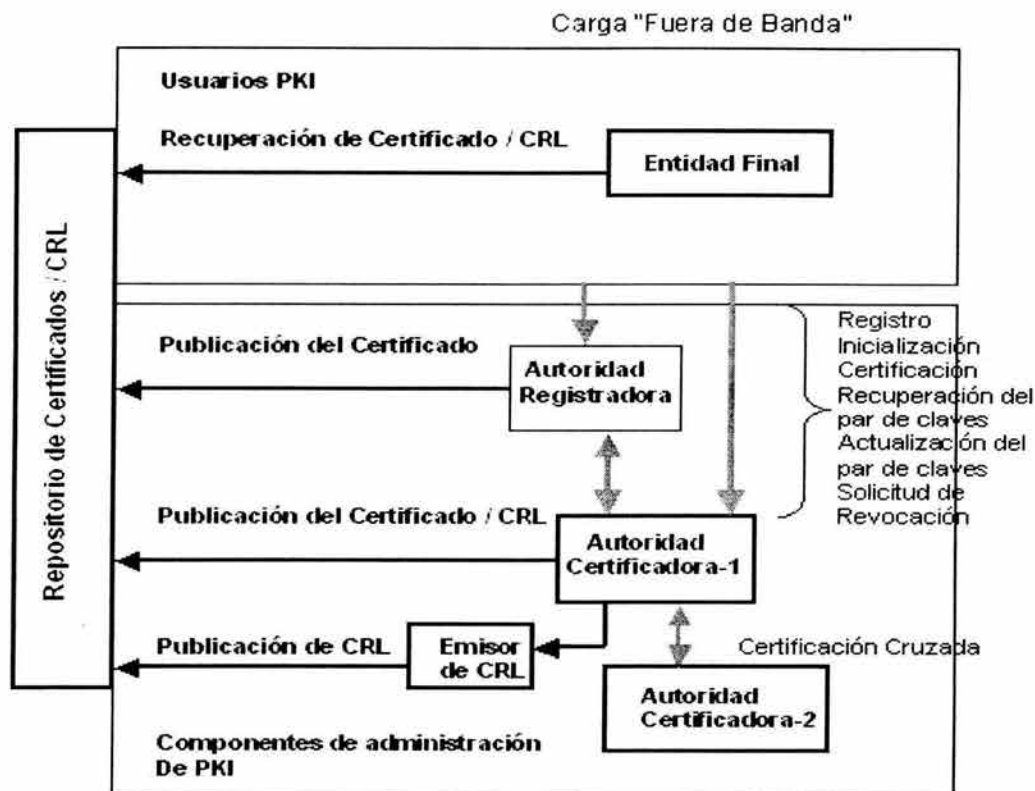 Carga "Fuera de Banda"
Usuarios PKI
Recuperación de Certificado / CRL
Entidad Final
Repositorio de Certificados / CRL
Publicación del Certificado
Autoridad
Registradora
Registro
Inicialización
Certificación
Recuperación del
par de claves
Actualización del
par de claves
Solicitud de
Revocación
Publicación del Certificado / CRL
Autoridad
Certificadora-1
Publicación de CRL
Emisor
de CRL
Certificación Cruzada
Autoridad
Certificadora-2
Componentes de administración
De PKI